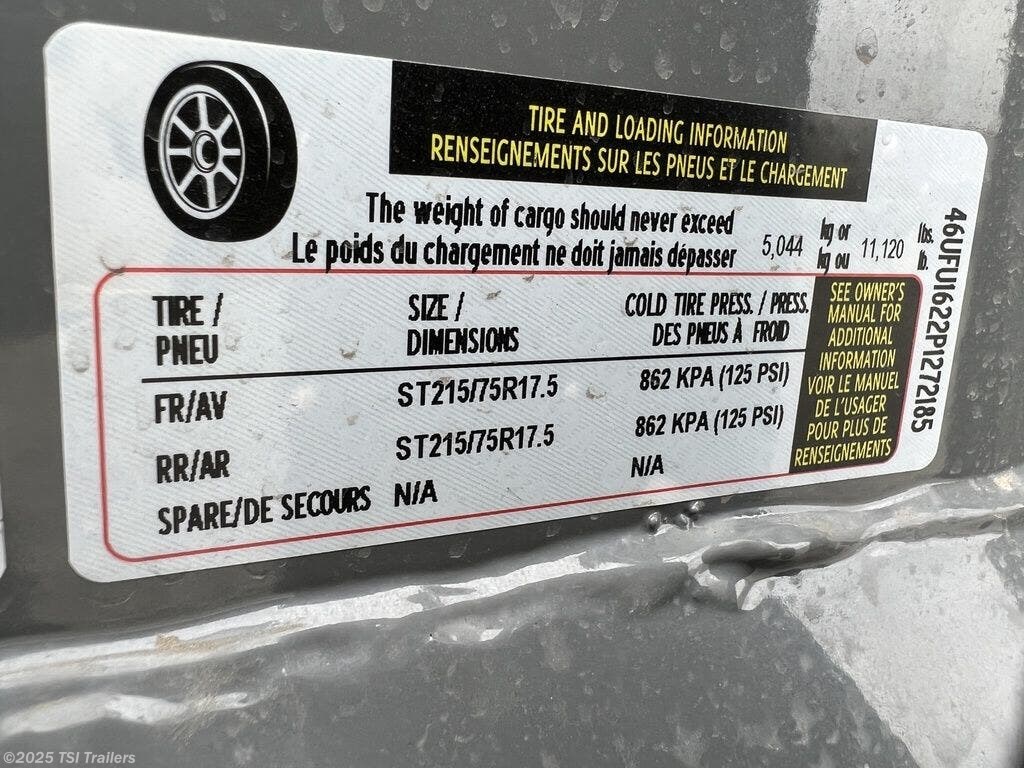 TIRE AND LOADING INFORMATION
RENSEIGNEMENTS SUR LES PNEUS ET LE CHARGEMENT
The weight of cargo should never exceed
Le poids du chargement ne doit jamais dépasser
5,044 kg or kg ou 11,120 lbs. lb.
TIRE / PNEU
SIZE / DIMENSIONS
COLD TIRE PRESS. / PRESS. DES PNEUS À FROID
FR/AV ST215/75R17.5 862 KPA (125 PSI)
RR/AR ST215/75R17.5 862 KPA (125 PSI)
SPARE/DE SECOURS N/A N/A
SEE OWNER'S
MANUAL FOR
ADDITIONAL
INFORMATION
VOIR LE MANUEL
DE L'USAGER
POUR PLUS DE
RENSEIGNEMENTS
46UFU1622P1272185
©2025 TSI Trailers